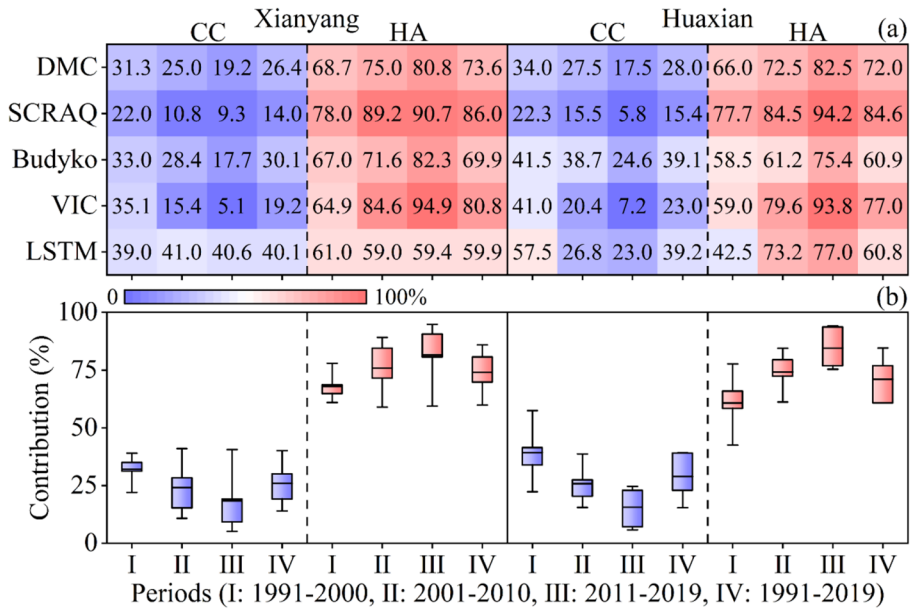 Xianyang Huaxian
CC HA CC HA (a)
DMC 31.3 25.0 19.2 26.4 68.7 75.0 80.8 73.6 34.0 27.5 17.5 28.0 66.0 72.5 82.5 72.0
SCRAQ 22.0 10.8 9.3 14.0 78.0 89.2 90.7 86.0 22.3 15.5 5.8 15.4 77.7 84.5 94.2 84.6
Budyko 33.0 28.4 17.7 30.1 67.0 71.6 82.3 69.9 41.5 38.7 24.6 39.1 58.5 61.2 75.4 60.9
VIC 35.1 15.4 5.1 19.2 64.9 84.6 94.9 80.8 41.0 20.4 7.2 23.0 59.0 79.6 93.8 77.0
LSTM 39.0 41.0 40.6 40.1 61.0 59.0 59.4 59.9 57.5 26.8 23.0 39.2 42.5 73.2 77.0 60.8
0 100% (b)
Contribution (%)
100
75
50
25
0
I II III IV I II III IV I II III IV I II III IV
Periods (I: 1991-2000, II: 2001-2010, III: 2011-2019, IV: 1991-2019)